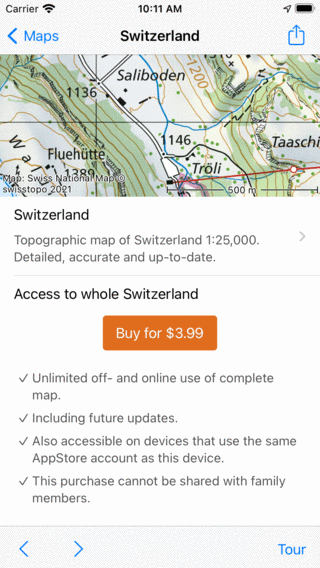 Carrier 10:11 AM
Maps Switzerland
Saliboden
1200
1136
1146
Taaschi
Fluehütte
1389
Tröli
Map: Swiss National Map ©
swisstopo 2021
500 m
Switzerland
Topographic map of Switzerland 1:25,000.
Detailed, accurate and up-to-date.
Access to whole Switzerland
Buy for $3.99
✓ Unlimited off- and online use of complete
map.
✓ Including future updates.
✓ Also accessible on devices that use the same
AppStore account as this device.
✓ This purchase cannot be shared with family
members.
Tour